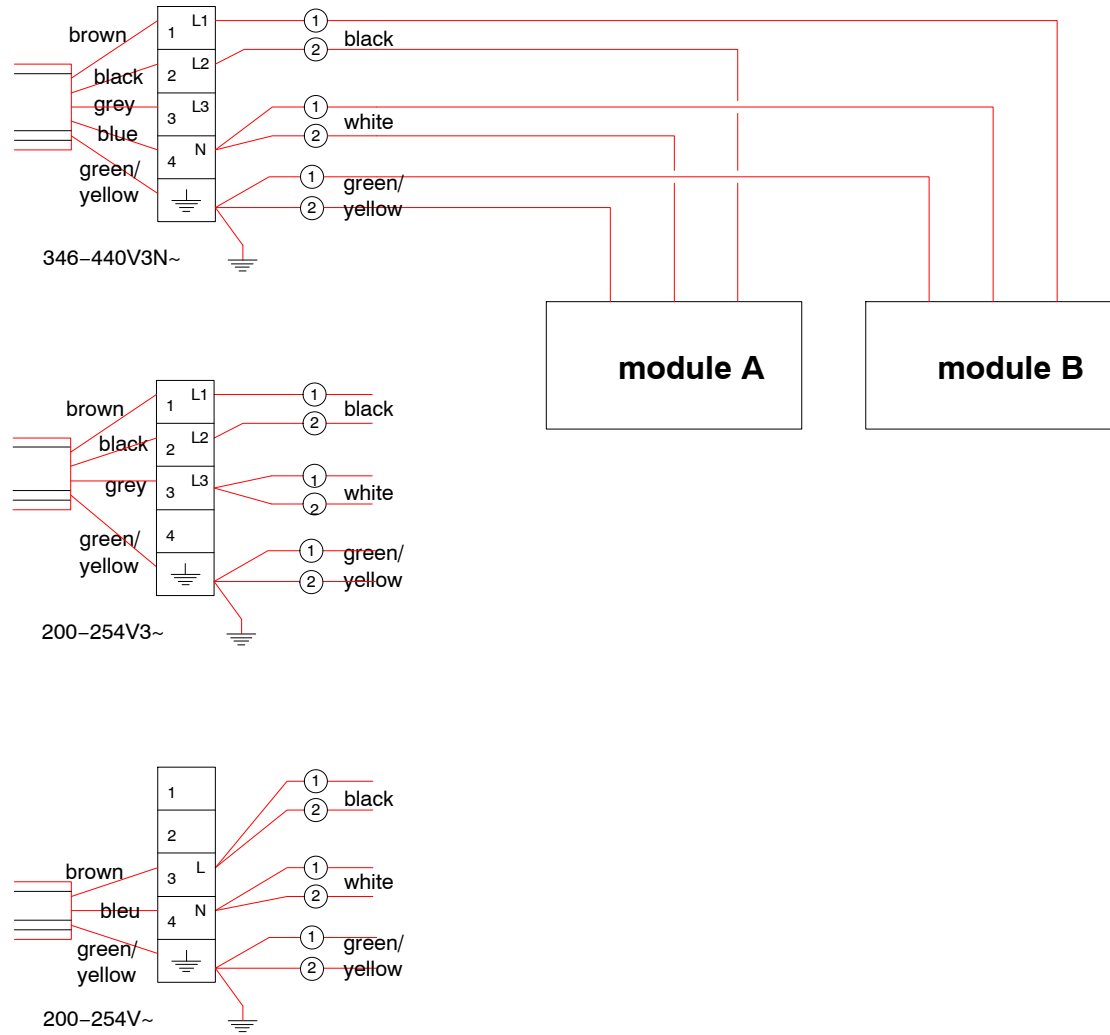 brown
1 L1
1
black
2
black
2 L2
grey
3 L3
1
white
2
blue
4 N
green/
yellow
1
green/
yellow
2
346–440V3N~
module A
module B
brown
1 L1
1
black
2
black
2 L2
grey
3 L3
1
white
2
4
green/
yellow
1
green/
yellow
2
200–254V3~
1
1
black
2
2
brown
3 L
1
white
2
bleu
4 N
green/
yellow
1
green/
yellow
2
200–254V~